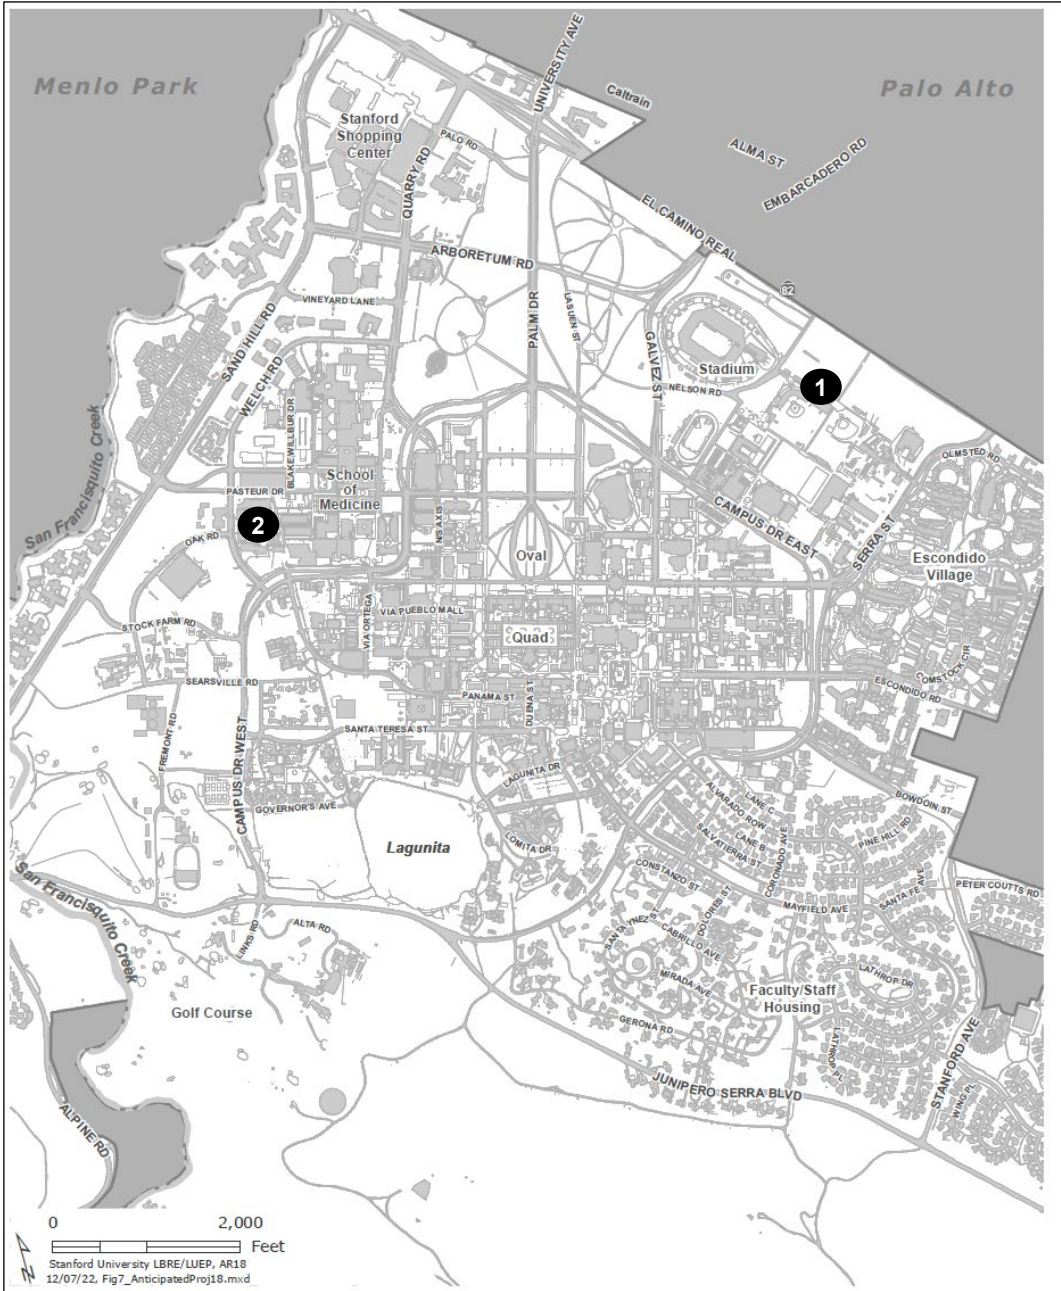 UNIVERSITY AVE
Menlo Park
Caltrain
Palo Alto
Stanford
Shopping
Center
PALO RD
ALMA ST
EMBARCADERO RD
QUARRY RD
EL CAMINO REAL
ARBORETUM RD
82
VINEYARD LANE
SAND HILL RD
PALM DR
LASUEN ST
GALVEZ ST
Stadium
WELCH RD
NELSON RD
1
San Francisquito Creek
BLAKE WILLBUR DR
OLMSTED RD
School
of
Medicine
PASTEUR DR
N/S AXIS
CAMPUS DR EAST
SERRA ST
2
OAK RD
Oval
Escondido
Village
VIA ORTEGA
VIA PUEBLO MALL
STOCK FARM RD
Quad
COMSTOCK CIR
SEARSVILLE RD
PANAMA ST
DUENA ST
ESCONDIDO RD
FREMONT RD
SANTA TERESA ST
CAMPUS DR WEST
LAGUNITA DR
LANE C
BOWDOIN ST
GOVERNOR'S AVE
ALVARADO ROW
LANE B
PINE HILL RD
Lagunita
LOMITA DR
SALVATIERRA ST
CORONADO AVE
San Francisquito Creek
CONSTANZO ST
SANTA FE AVE
PETER COUTTS RD
DOLORES ST
MAYFIELD AVE
LINKS RD
ALTA RD
SANTA YNEZ ST
CABRILLO AVE
MIRADA AVE
LATHROP DR
Golf Course
Faculty/Staff
Housing
GERONA RD
LATHROP PL
STANFORD AVE
JUNIPERO SERRA BLVD
WING PL
ALPINE RD
0 2,000
Feet
N
Stanford University LBRE/LUEP, AR18
12/07/22, Fig7_AnticipatedProj18.mxd